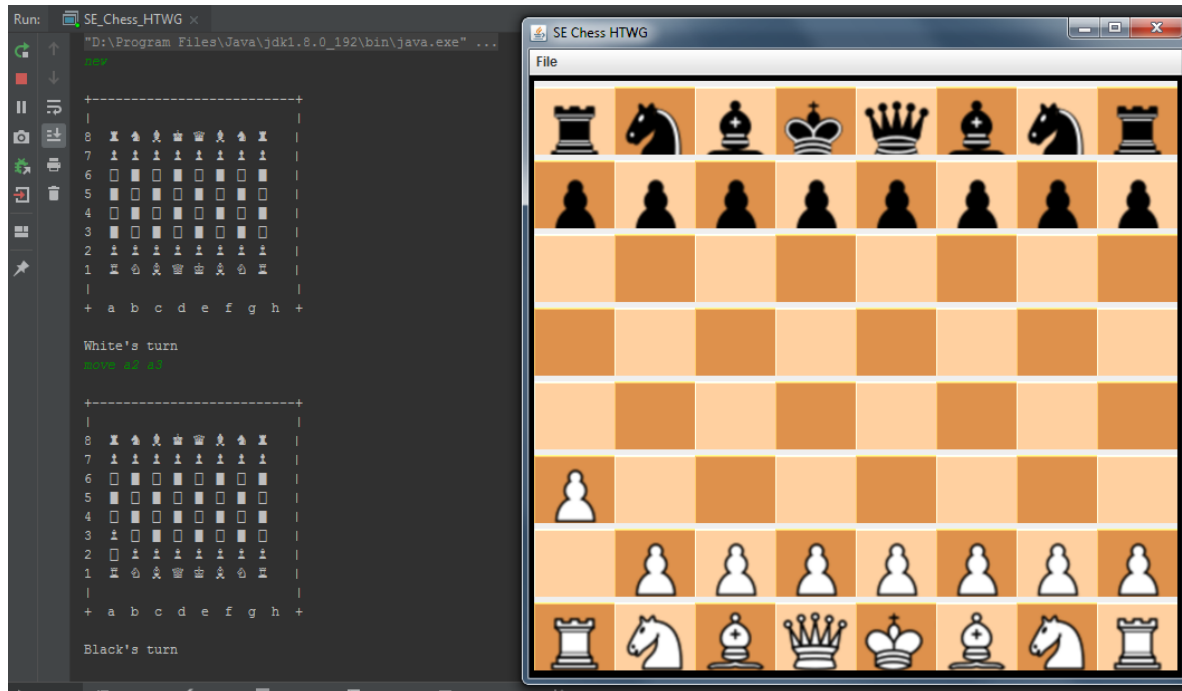 Run: SE_Chess_HTWG ×
"D:\Program Files\Java\jdk1.8.0_192\bin\java.exe" ...
new
+--------------------------+
|                          |
8 ♜ ♞ ♝ ♚ ♛ ♝ ♞ ♜ |
7 ♟ ♟ ♟ ♟ ♟ ♟ ♟ ♟ |
6 □ ■ □ ■ □ ■ □ ■ |
5 ■ □ ■ □ ■ □ ■ □ |
4 □ ■ □ ■ □ ■ □ ■ |
3 ■ □ ■ □ ■ □ ■ □ |
2 ♙ ♙ ♙ ♙ ♙ ♙ ♙ ♙ |
1 ♖ ♘ ♗ ♕ ♔ ♗ ♘ ♖ |
|                          |
+ a b c d e f g h +
White's turn
move a2 a3
+--------------------------+
|                          |
8 ♜ ♞ ♝ ♚ ♛ ♝ ♞ ♜ |
7 ♟ ♟ ♟ ♟ ♟ ♟ ♟ ♟ |
6 □ ■ □ ■ □ ■ □ ■ |
5 ■ □ ■ □ ■ □ ■ □ |
4 □ ■ □ ■ □ ■ □ ■ |
3 ♙ □ ■ □ ■ □ ■ □ |
2 □ ♙ ♙ ♙ ♙ ♙ ♙ ♙ |
1 ♖ ♘ ♗ ♕ ♔ ♗ ♘ ♖ |
|                          |
+ a b c d e f g h +
Black's turn
SE Chess HTWG
File